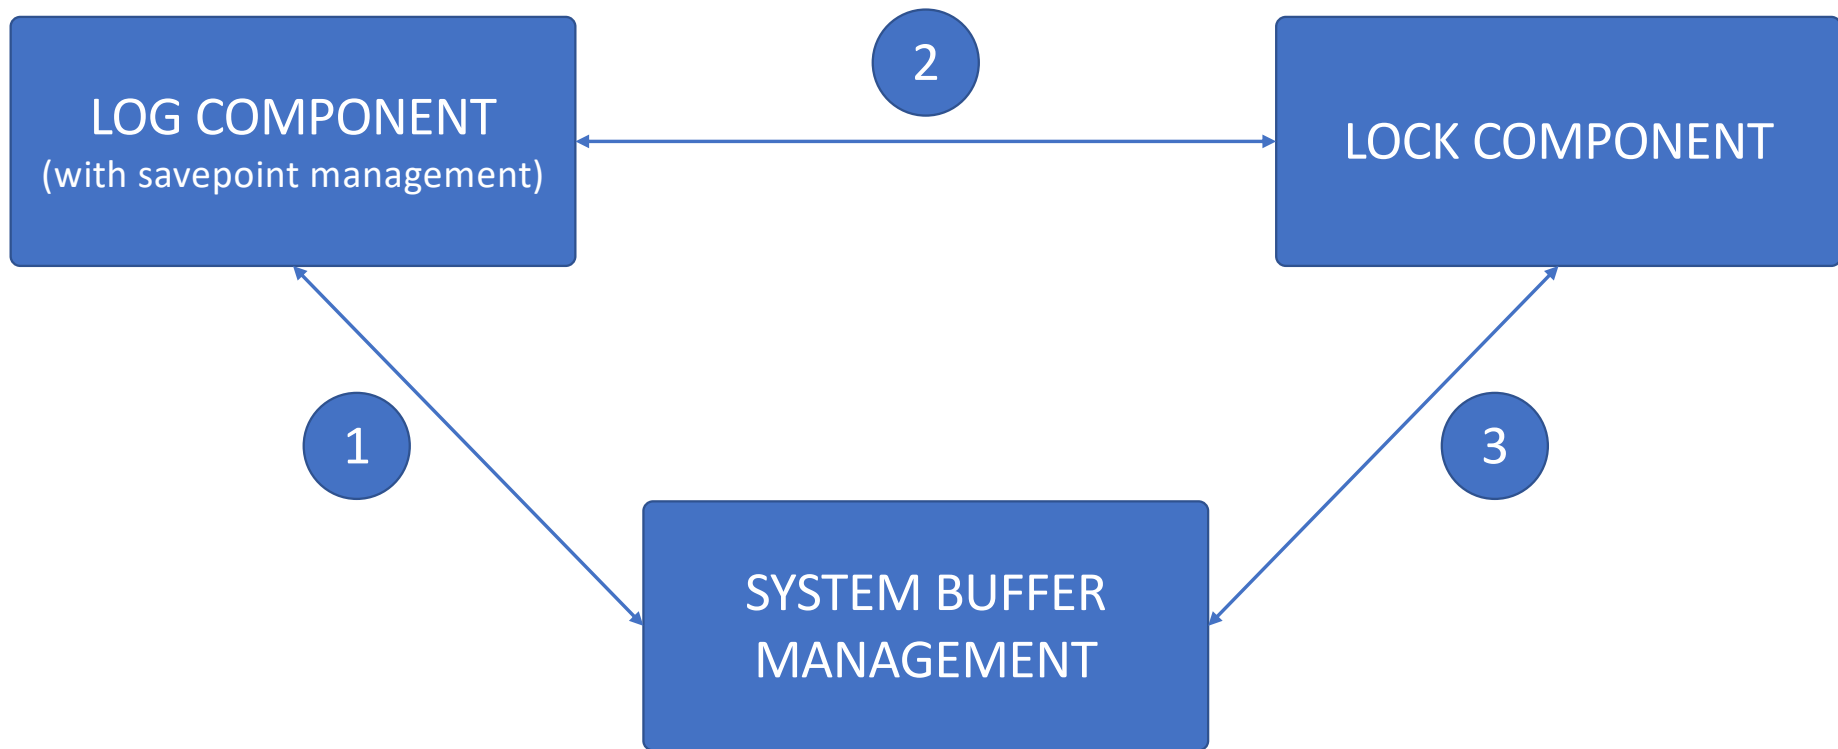 LOG COMPONENT
(with savepoint management)
2
LOCK COMPONENT
1
3
SYSTEM BUFFER
MANAGEMENT